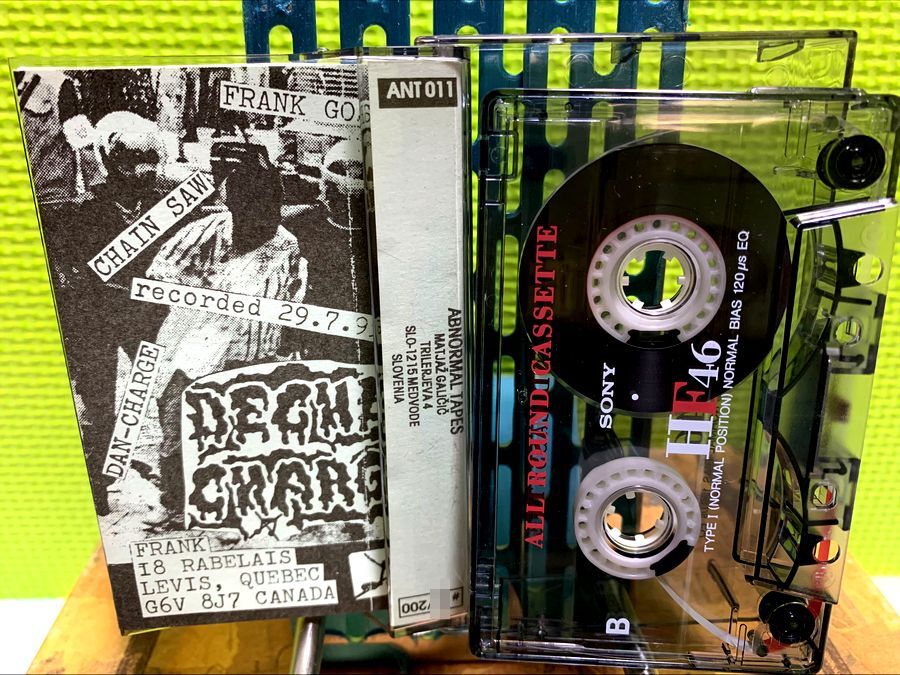 FRANK GO
CHAIN SAW
recorded 29.7.9
DAN-CHARGE
FRANK
18 RABELAIS
LEVIS, QUEBEC
G6V 8J7 CANADA
ANT 011
ABNORMAL TAPES
MATJAŽ GALIČIČ
TRILERJEVA 4
SLO-1215 MEDVODE
SLOVENIA
/200
#
ALL ROUND CASSETTE
SONY
HF46
TYPE I (NORMAL POSITION) NORMAL BIAS 120 µs EQ
B